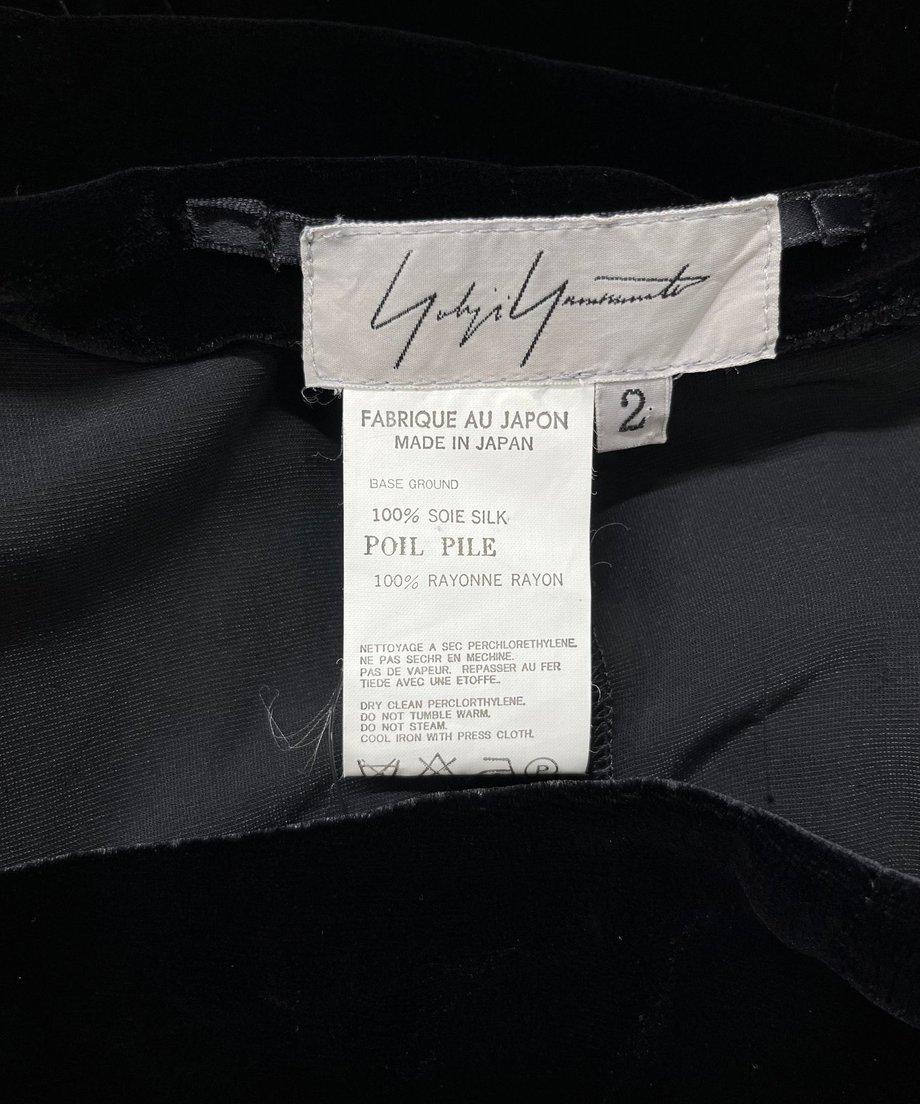 Yohji Yamamoto
2
FABRIQUE AU JAPON
MADE IN JAPAN
BASE GROUND
100% SOIE SILK
POIL PILE
100% RAYONNE RAYON
NETTOYAGE A SEC PERCHLORETHYLENE.
NE PAS SECHR EN MECHINE.
PAS DE VAPEUR. REPASSER AU FER
TIEDE AVEC UNE ETOFFE.
DRY CLEAN PERCLORTHYLENE.
DO NOT TUMBLE WARM.
DO NOT STEAM.
COOL IRON WITH PRESS CLOTH.
P